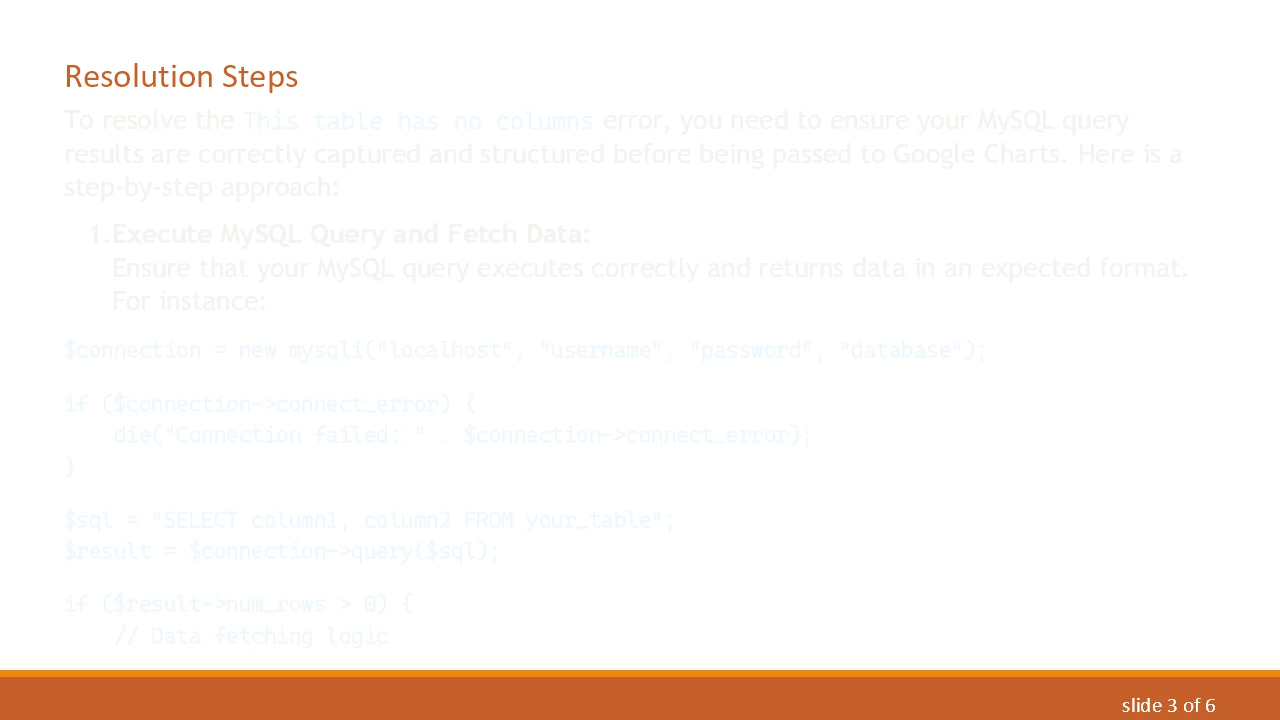 Resolution Steps
To resolve the This table has no columns error, you need to ensure your MySQL query
results are correctly captured and structured before being passed to Google Charts. Here is a
step-by-step approach:
1.Execute MySQL Query and Fetch Data:
Ensure that your MySQL query executes correctly and returns data in an expected format.
For instance:
$connection = new mysqli("localhost", "username", "password", "database");
if ($connection->connect_error) {
    die("Connection failed: " . $connection->connect_error);
}
$sql = "SELECT column1, column2 FROM your_table";
$result = $connection->query($sql);
if ($result->num_rows > 0) {
    // Data fetching logic
slide 3 of 6